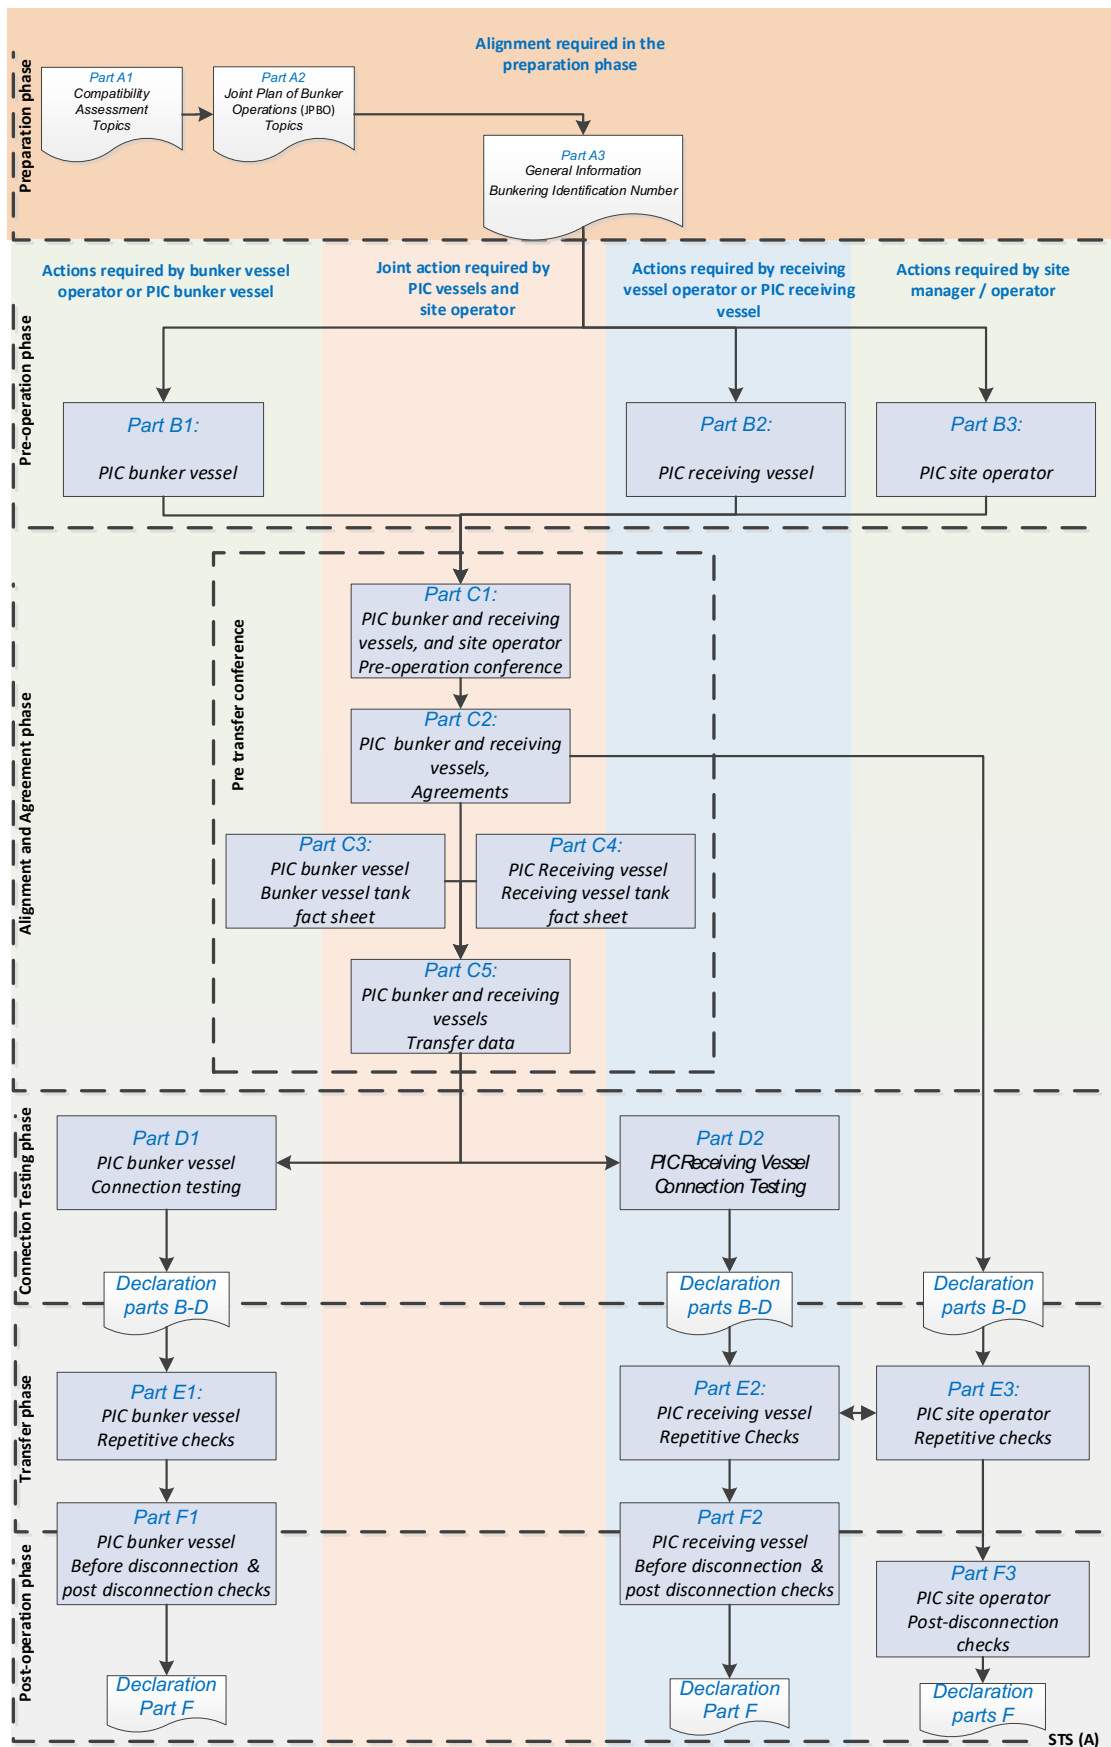 Alignment required in the
preparation phase
Preparation phase
Part A1
Compatibility
Assessment
Topics
Part A2
Joint Plan of Bunker
Operations (JPBO)
Topics
Part A3
General Information
Bunkering Identification Number
Pre-operation phase
Actions required by bunker vessel
operator or PIC bunker vessel
Joint action required by
PIC vessels and
site operator
Actions required by receiving
vessel operator or PIC receiving
vessel
Actions required by site
manager / operator
Part B1:
PIC bunker vessel
Part B2:
PIC receiving vessel
Part B3:
PIC site operator
Alignment and Agreement phase
Pre transfer conference
Part C1:
PIC bunker and receiving
vessels, and site operator
Pre-operation conference
Part C2:
PIC bunker and receiving
vessels,
Agreements
Part C3:
PIC bunker vessel
Bunker vessel tank
fact sheet
Part C4:
PIC Receiving vessel
Receiving vessel tank
fact sheet
Part C5:
PIC bunker and receiving
vessels
Transfer data
Connection Testing phase
Part D1
PIC bunker vessel
Connection testing
Part D2
PIC Receiving Vessel
Connection Testing
Declaration
parts B-D
Declaration
parts B-D
Declaration
parts B-D
Transfer phase
Part E1:
PIC bunker vessel
Repetitive checks
Part E2:
PIC receiving vessel
Repetitive Checks
Part E3:
PIC site operator
Repetitive checks
Post-operation phase
Part F1
PIC bunker vessel
Before disconnection &
post disconnection checks
Part F2
PIC receiving vessel
Before disconnection &
post disconnection checks
Part F3
PIC site operator
Post-disconnection
checks
Declaration
Part F
Declaration
Part F
Declaration
parts F
STS (A)